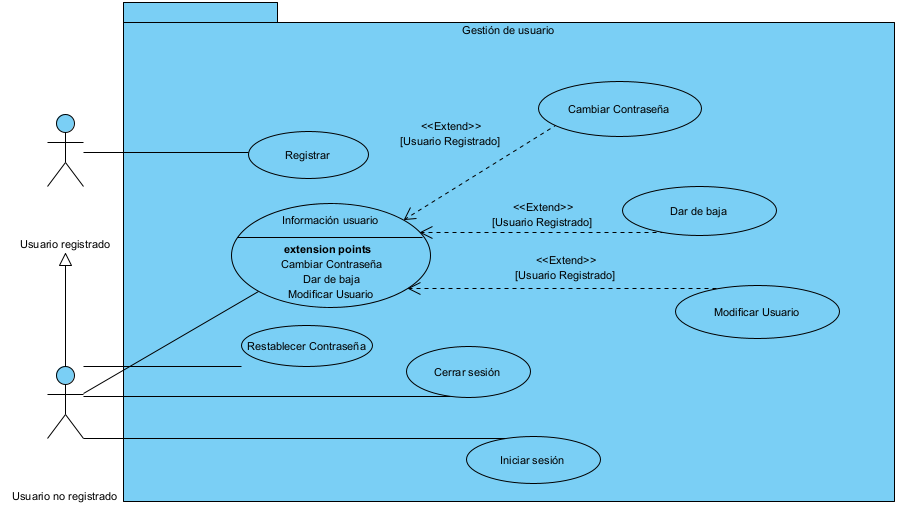 Gestión de usuario
Cambiar Contraseña
<<Extend>>
[Usuario Registrado]
Registrar
Dar de baja
<<Extend>>
[Usuario Registrado]
Información usuario
Usuario registrado
extension points
Cambiar Contraseña
Dar de baja
Modificar Usuario
<<Extend>>
[Usuario Registrado]
Modificar Usuario
Restablecer Contraseña
Cerrar sesión
Iniciar sesión
Usuario no registrado